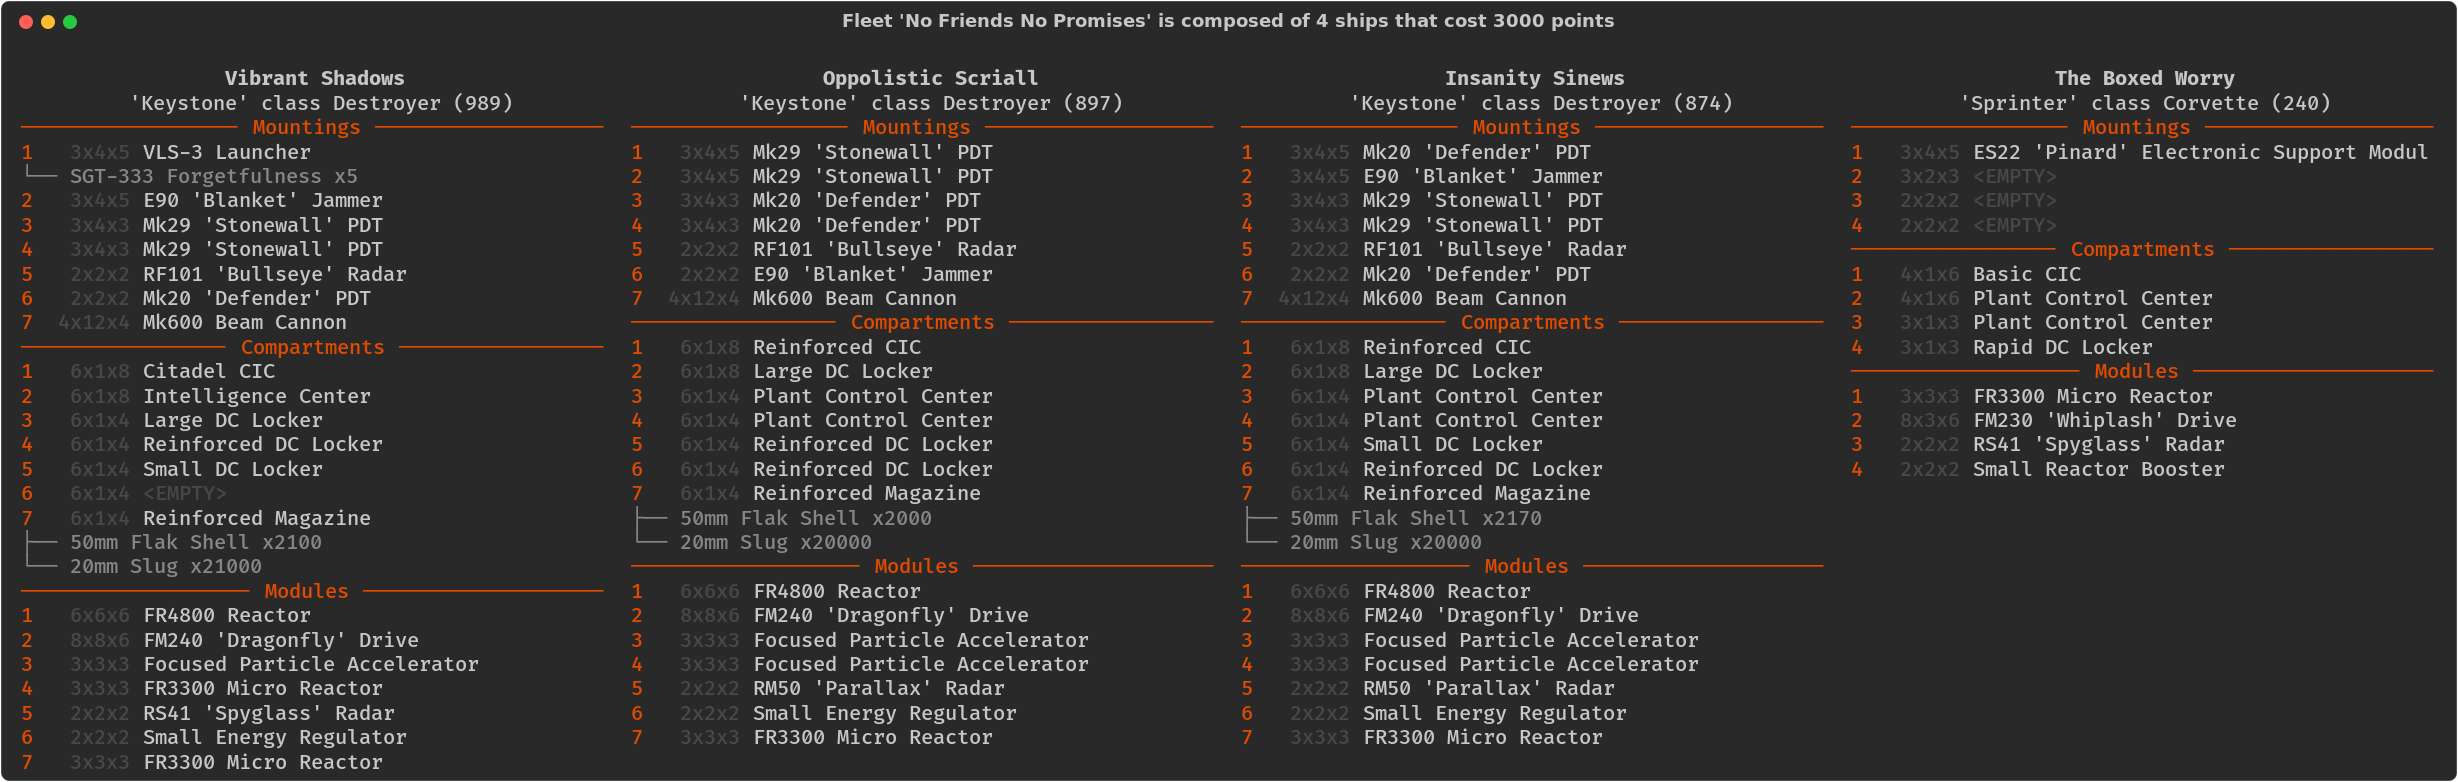 Fleet 'No Friends No Promises' is composed of 4 ships that cost 3000 points
Vibrant Shadows
'Keystone' class Destroyer (989)
Mountings
1 3x4x5 VLS-3 Launcher
SGT-333 Forgetfulness x5
2 3x4x5 E90 'Blanket' Jammer
3 3x4x3 Mk29 'Stonewall' PDT
4 3x4x3 Mk29 'Stonewall' PDT
5 2x2x2 RF101 'Bullseye' Radar
6 2x2x2 Mk20 'Defender' PDT
7 4x12x4 Mk600 Beam Cannon
Compartments
1 6x1x8 Citadel CIC
2 6x1x8 Intelligence Center
3 6x1x4 Large DC Locker
4 6x1x4 Reinforced DC Locker
5 6x1x4 Small DC Locker
6 6x1x4 <EMPTY>
7 6x1x4 Reinforced Magazine
50mm Flak Shell x2100
20mm Slug x21000
Modules
1 6x6x6 FR4800 Reactor
2 8x8x6 FM240 'Dragonfly' Drive
3 3x3x3 Focused Particle Accelerator
4 3x3x3 FR3300 Micro Reactor
5 2x2x2 RS41 'Spyglass' Radar
6 2x2x2 Small Energy Regulator
7 3x3x3 FR3300 Micro Reactor
Oppolistic Scriall
'Keystone' class Destroyer (897)
Mountings
1 3x4x5 Mk29 'Stonewall' PDT
2 3x4x5 Mk29 'Stonewall' PDT
3 3x4x3 Mk20 'Defender' PDT
4 3x4x3 Mk20 'Defender' PDT
5 2x2x2 RF101 'Bullseye' Radar
6 2x2x2 E90 'Blanket' Jammer
7 4x12x4 Mk600 Beam Cannon
Compartments
1 6x1x8 Reinforced CIC
2 6x1x8 Large DC Locker
3 6x1x4 Plant Control Center
4 6x1x4 Plant Control Center
5 6x1x4 Reinforced DC Locker
6 6x1x4 Reinforced DC Locker
7 6x1x4 Reinforced Magazine
50mm Flak Shell x2000
20mm Slug x20000
Modules
1 6x6x6 FR4800 Reactor
2 8x8x6 FM240 'Dragonfly' Drive
3 3x3x3 Focused Particle Accelerator
4 3x3x3 Focused Particle Accelerator
5 2x2x2 RM50 'Parallax' Radar
6 2x2x2 Small Energy Regulator
7 3x3x3 FR3300 Micro Reactor
Insanity Sinews
'Keystone' class Destroyer (874)
Mountings
1 3x4x5 Mk20 'Defender' PDT
2 3x4x5 E90 'Blanket' Jammer
3 3x4x3 Mk29 'Stonewall' PDT
4 3x4x3 Mk29 'Stonewall' PDT
5 2x2x2 RF101 'Bullseye' Radar
6 2x2x2 Mk20 'Defender' PDT
7 4x12x4 Mk600 Beam Cannon
Compartments
1 6x1x8 Reinforced CIC
2 6x1x8 Large DC Locker
3 6x1x4 Plant Control Center
4 6x1x4 Plant Control Center
5 6x1x4 Small DC Locker
6 6x1x4 Reinforced DC Locker
7 6x1x4 Reinforced Magazine
50mm Flak Shell x2170
20mm Slug x20000
Modules
1 6x6x6 FR4800 Reactor
2 8x8x6 FM240 'Dragonfly' Drive
3 3x3x3 Focused Particle Accelerator
4 3x3x3 Focused Particle Accelerator
5 2x2x2 RM50 'Parallax' Radar
6 2x2x2 Small Energy Regulator
7 3x3x3 FR3300 Micro Reactor
The Boxed Worry
'Sprinter' class Corvette (240)
Mountings
1 3x4x5 ES22 'Pinard' Electronic Support Modul
2 3x2x3 <EMPTY>
3 2x2x2 <EMPTY>
4 2x2x2 <EMPTY>
Compartments
1 4x1x6 Basic CIC
2 4x1x6 Plant Control Center
3 3x1x3 Plant Control Center
4 3x1x3 Rapid DC Locker
Modules
1 3x3x3 FR3300 Micro Reactor
2 8x3x6 FM230 'Whiplash' Drive
3 2x2x2 RS41 'Spyglass' Radar
4 2x2x2 Small Reactor Booster